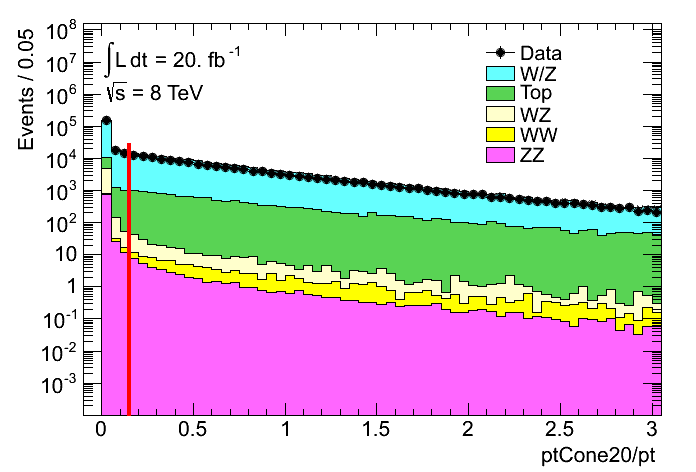 Events / 0.05
10^8
10^7
10^6
10^5
10^4
10^3
10^2
10
1
10^-1
10^-2
10^-3
∫L dt = 20. fb^-1
√s = 8 TeV
Data
W/Z
Top
WZ
WW
ZZ
0 0.5 1 1.5 2 2.5 3
ptCone20/pt